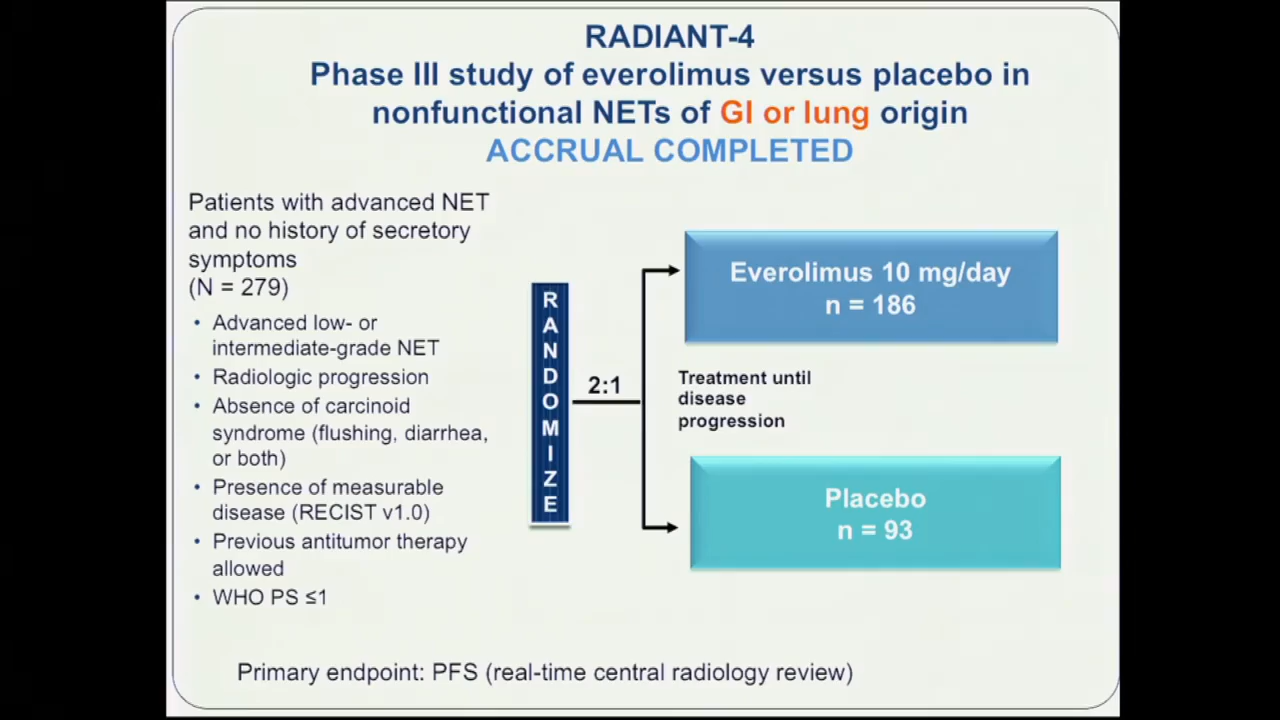 RADIANT-4
Phase III study of everolimus versus placebo in
nonfunctional NETs of GI or lung origin
ACCRUAL COMPLETED
Patients with advanced NET
and no history of secretory
symptoms
(N = 279)
• Advanced low- or
intermediate-grade NET
• Radiologic progression
• Absence of carcinoid
syndrome (flushing, diarrhea,
or both)
• Presence of measurable
disease (RECIST v1.0)
• Previous antitumor therapy
allowed
• WHO PS ≤1
RANDOMIZE
2:1
Everolimus 10 mg/day
n = 186
Treatment until
disease
progression
Placebo
n = 93
Primary endpoint: PFS (real-time central radiology review)